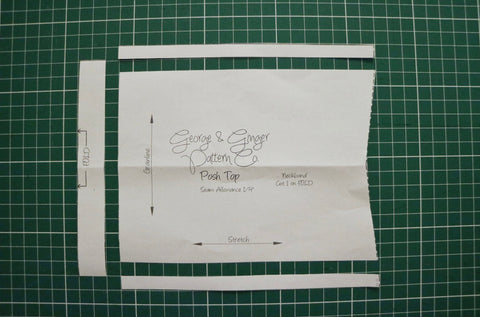 FOLD
Grainline
George & Ginger
Pattern Co.
Posh Top
Seam Allowance 1/4"
Neckband
Cut 1 on FOLD
Stretch